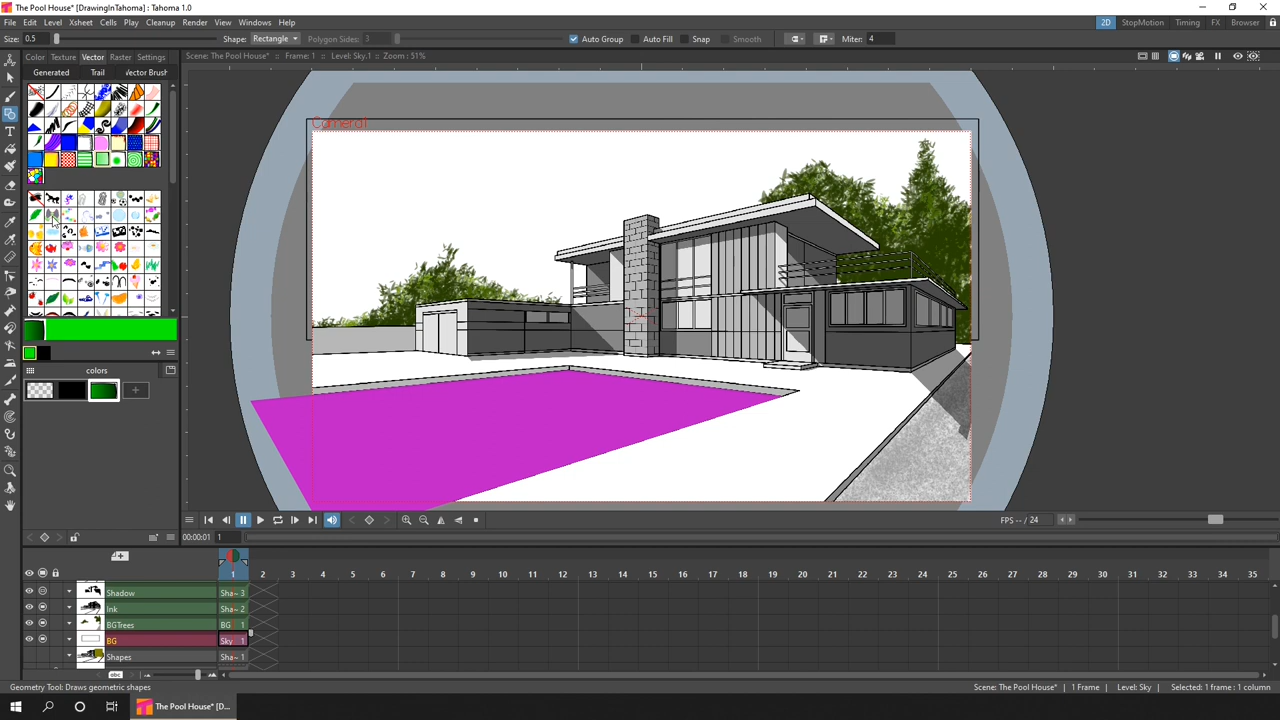 The Pool House* [DrawingInTahoma] : Tahoma 1.0
File Edit Level Xsheet Cells Play Cleanup Render View Windows Help
2D StopMotion Timing FX Browser
Size: 0.5 Shape: Rectangle Polygon Sides: 3 Auto Group Auto Fill Snap Smooth Miter: 4
Color Texture Vector Raster Settings
Scene: The Pool House* :: Frame: 1 :: Level: Sky.1 :: Zoom : 51%
Generated Trail Vector Brush
Camera1
colors
00:00:01 1
FPS -- / 24
1 2 3 4 5 6 7 8 9 10 11 12 13 14 15 16 17 18 19 20 21 22 23 24 25 26 27 28 29 30 31 32 33 34 35
Shadow Sha~ 3
Ink Sha~ 2
BGTrees BG 1
BG Sky 1
Shapes Sha~ 1
abc
Geometry Tool: Draws geometric shapes
Scene: The Pool House* | 1 Frame | Level: Sky | Selected: 1 frame : 1 column
The Pool House* [D...